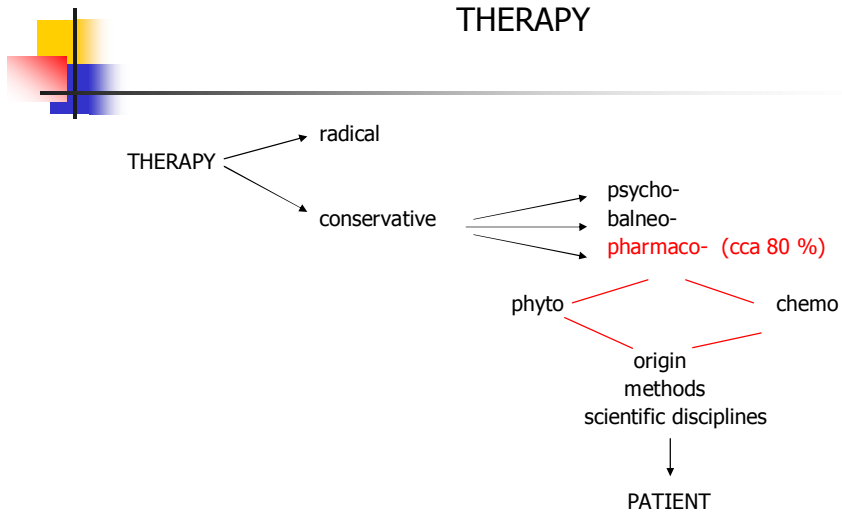 THERAPY
radical
THERAPY
conservative
psycho-
balneo-
pharmaco- (cca 80 %)
phyto
chemo
origin
methods
scientific disciplines
PATIENT